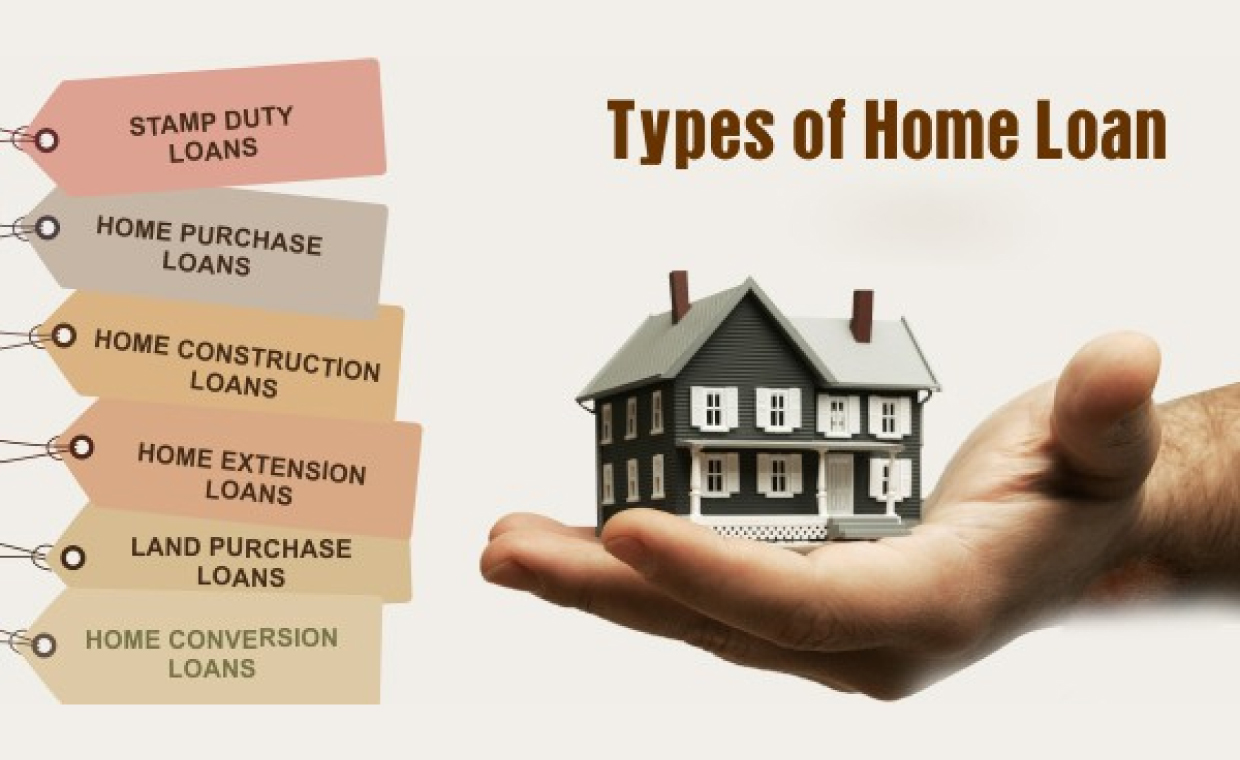 Types of Home Loan
STAMP DUTY
LOANS
HOME PURCHASE
LOANS
HOME CONSTRUCTION
LOANS
HOME EXTENSION
LOANS
LAND PURCHASE
LOANS
HOME CONVERSION
LOANS